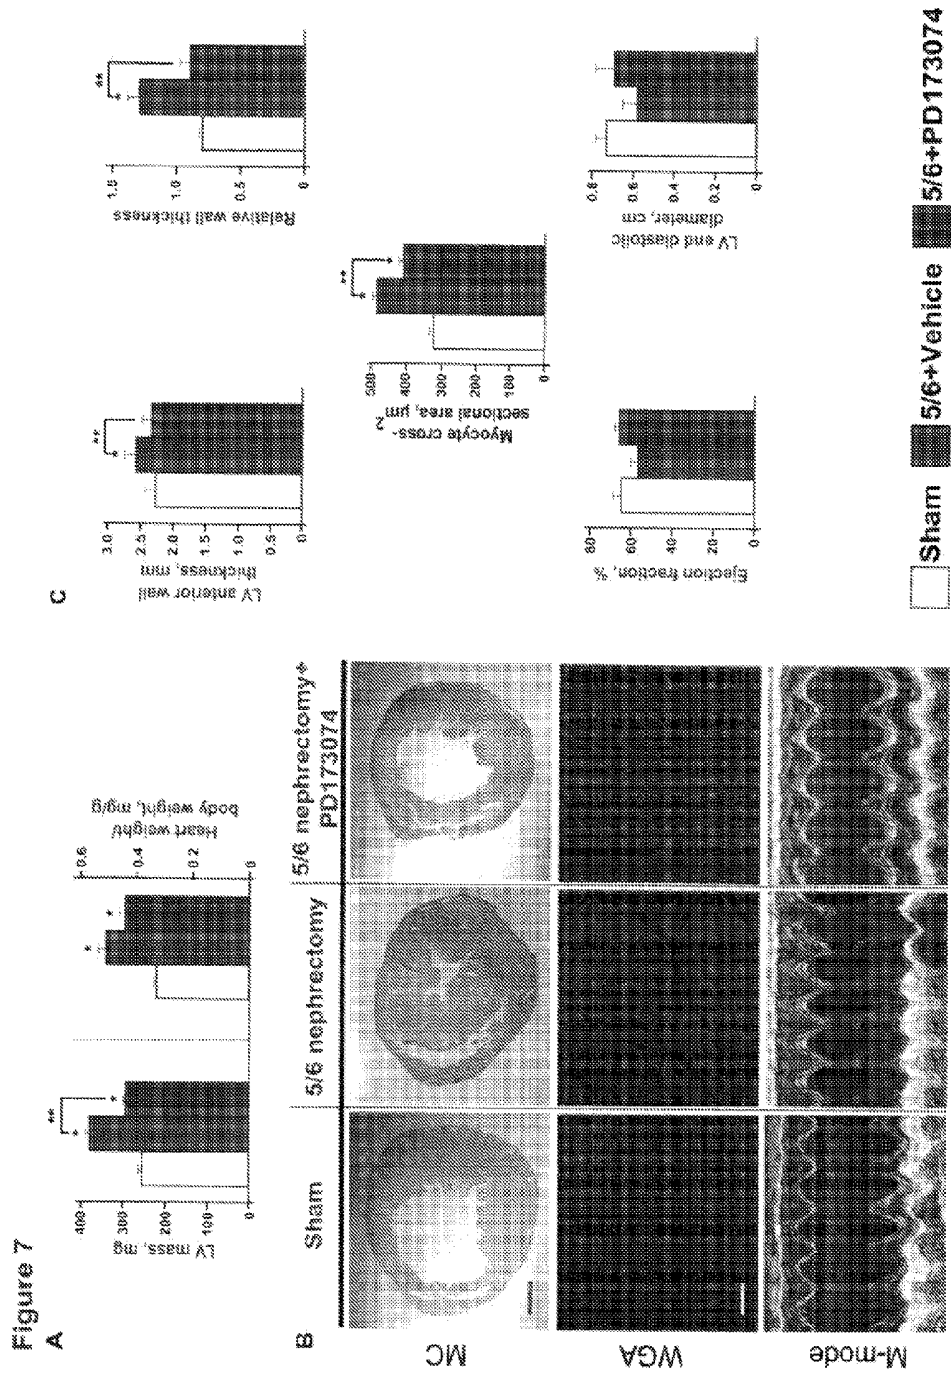 Figure 7
A
LV mass, mg
400
300
200
100
0
*
**
*
*
*
Heart weight/
body weight, mg/g
0.6
0.4
0.2
0
B
Sham
5/6 nephrectomy
5/6 nephrectomy+
PD173074
MC
WGA
M-mode
C
LV anterior wall
thickness, mm
3.0
2.5
2.0
1.5
1.0
0.5
0
*
**
Relative wall thickness
1.5
1.0
0.5
0
*
**
Myocyte cross-
sectional area, µm2
500
400
300
200
100
0
*
**
*
Ejection fraction, %
80
60
40
20
0
LV end diastolic
diameter, cm
0.8
0.6
0.4
0.2
0
Sham
5/6+Vehicle
5/6+PD173074